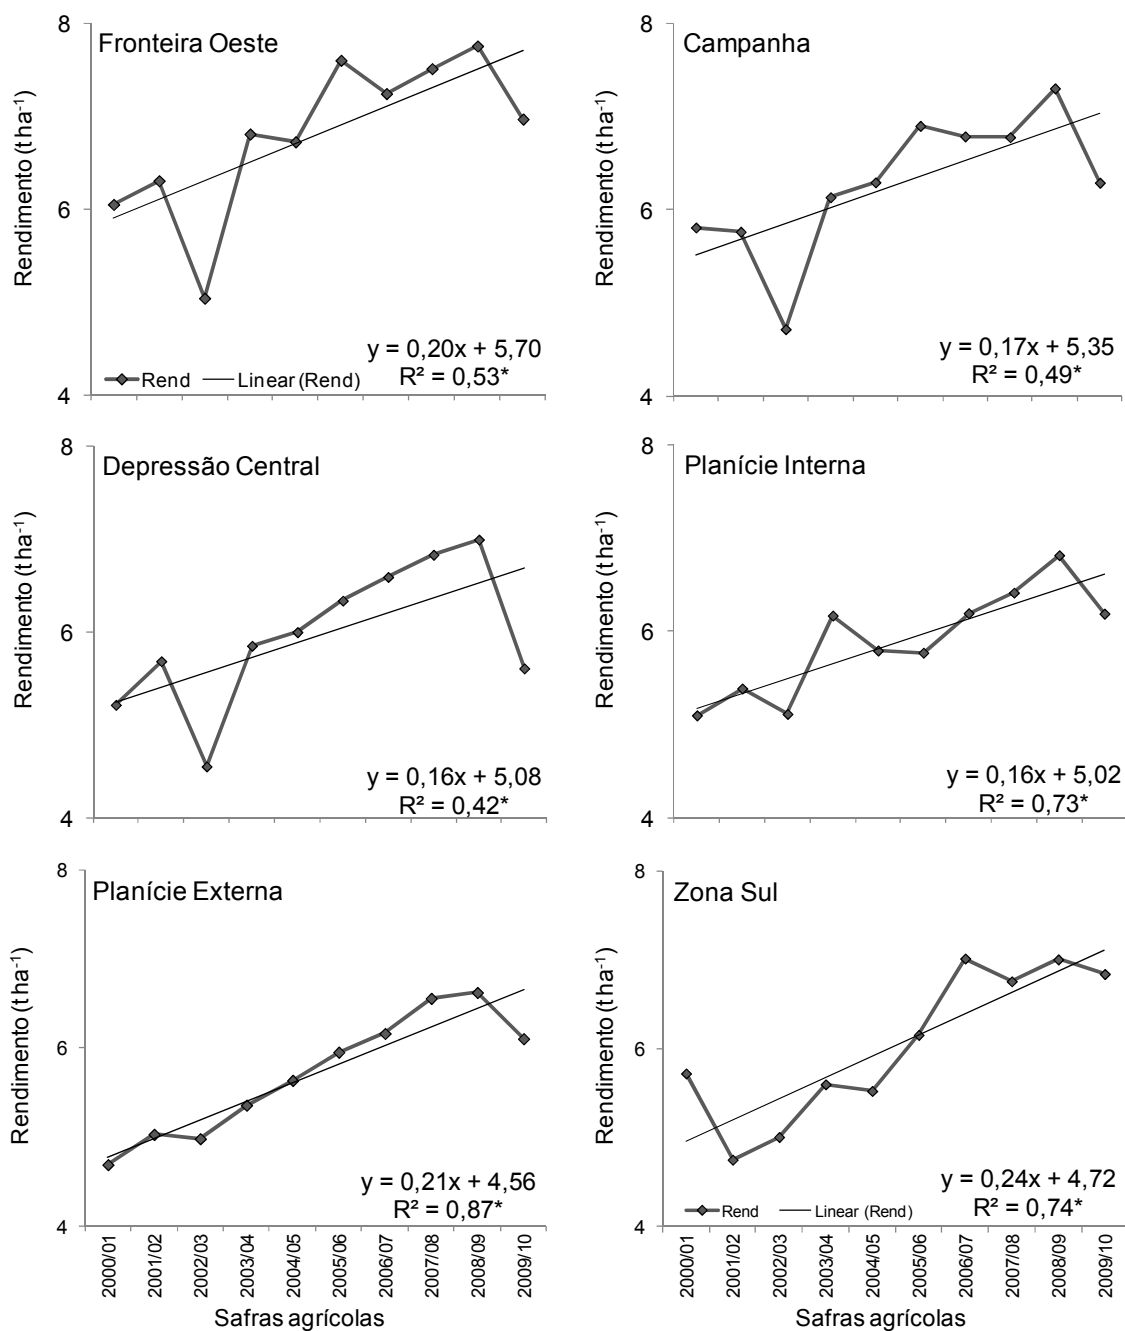 8
6
4
Rendimento (t ha⁻¹)
Fronteira Oeste
y = 0,20x + 5,70
R² = 0,53*
Rend
Linear (Rend)
8
6
4
Rendimento (t ha⁻¹)
Campanha
y = 0,17x + 5,35
R² = 0,49*
8
6
4
Rendimento (t ha⁻¹)
Depressão Central
y = 0,16x + 5,08
R² = 0,42*
8
6
4
Rendimento (t ha⁻¹)
Planície Interna
y = 0,16x + 5,02
R² = 0,73*
8
6
4
Rendimento (t ha⁻¹)
Planície Externa
y = 0,21x + 4,56
R² = 0,87*
2000/01
2001/02
2002/03
2003/04
2004/05
2005/06
2006/07
2007/08
2008/09
2009/10
Safras agrícolas
8
6
4
Rendimento (t ha⁻¹)
Zona Sul
y = 0,24x + 4,72
R² = 0,74*
Rend
Linear (Rend)
2000/01
2001/02
2002/03
2003/04
2004/05
2005/06
2006/07
2007/08
2008/09
2009/10
Safras agrícolas